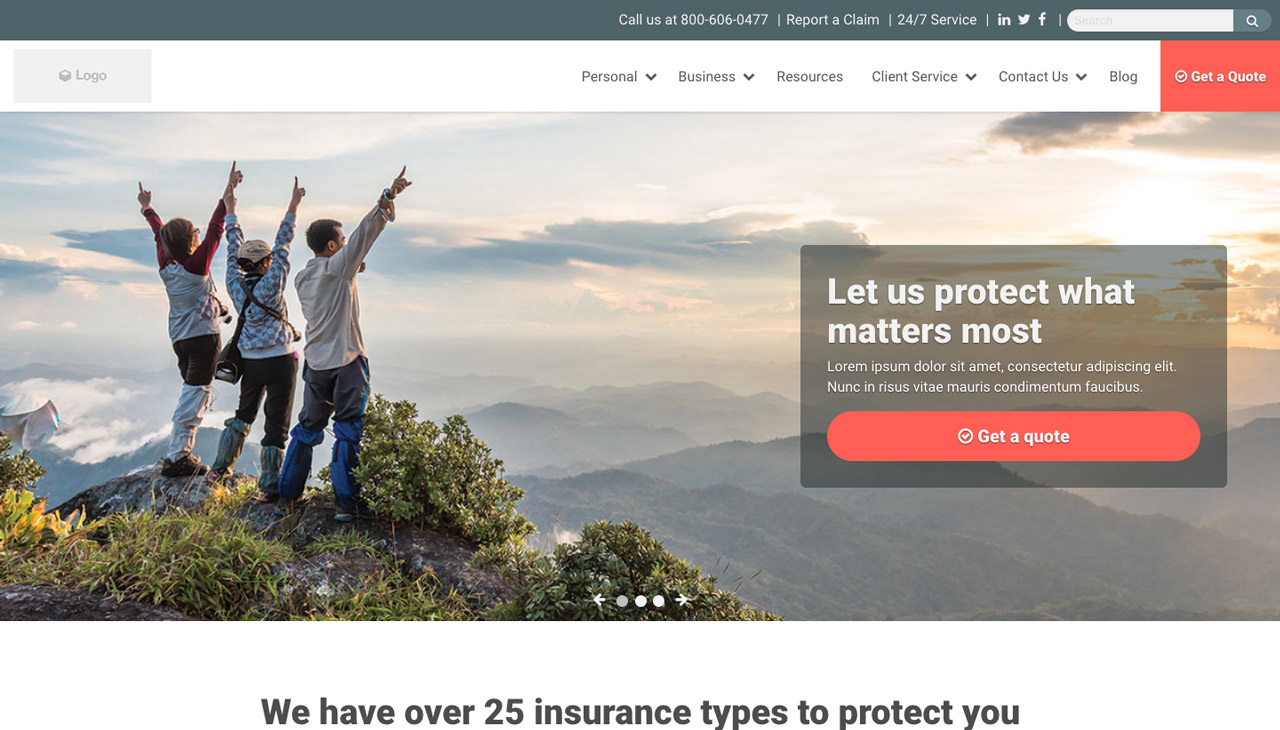 Call us at 800-606-0477 | Report a Claim | 24/7 Service | | Search
Logo
Personal Business Resources Client Service Contact Us Blog Get a Quote
Let us protect what
matters most
Lorem ipsum dolor sit amet, consectetur adipiscing elit.
Nunc in risus vitae mauris condimentum faucibus.
Get a quote
We have over 25 insurance types to protect you